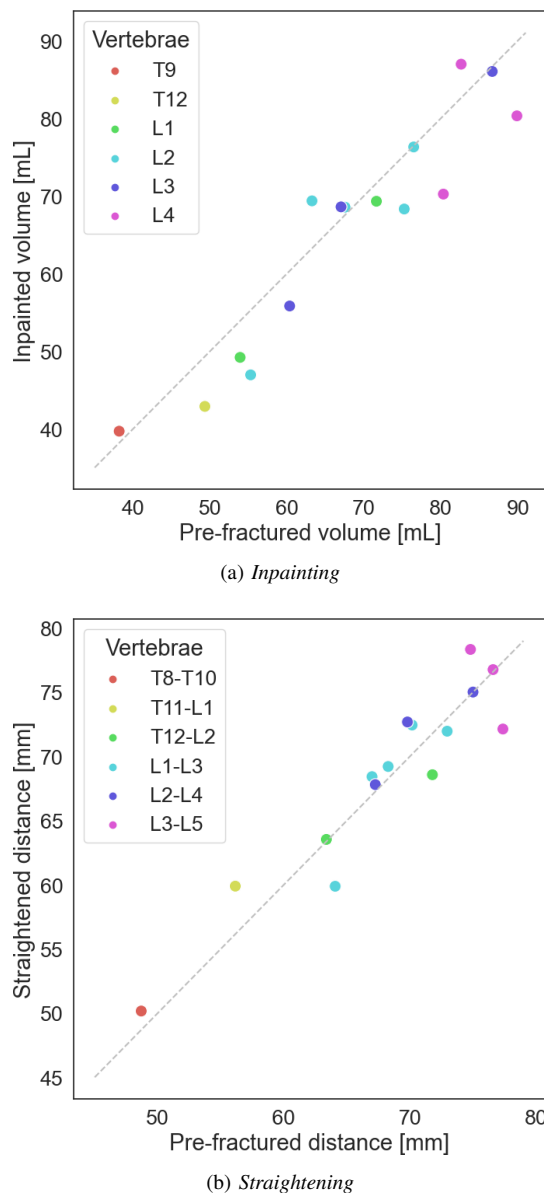 90
80
70
60
50
40
Inpainted volume [mL]
Vertebrae
T9
T12
L1
L2
L3
L4
40 50 60 70 80 90
Pre-fractured volume [mL]
(a) Inpainting
80
75
70
65
60
55
50
45
Straightened distance [mm]
Vertebrae
T8-T10
T11-L1
T12-L2
L1-L3
L2-L4
L3-L5
50 60 70 80
Pre-fractured distance [mm]
(b) Straightening